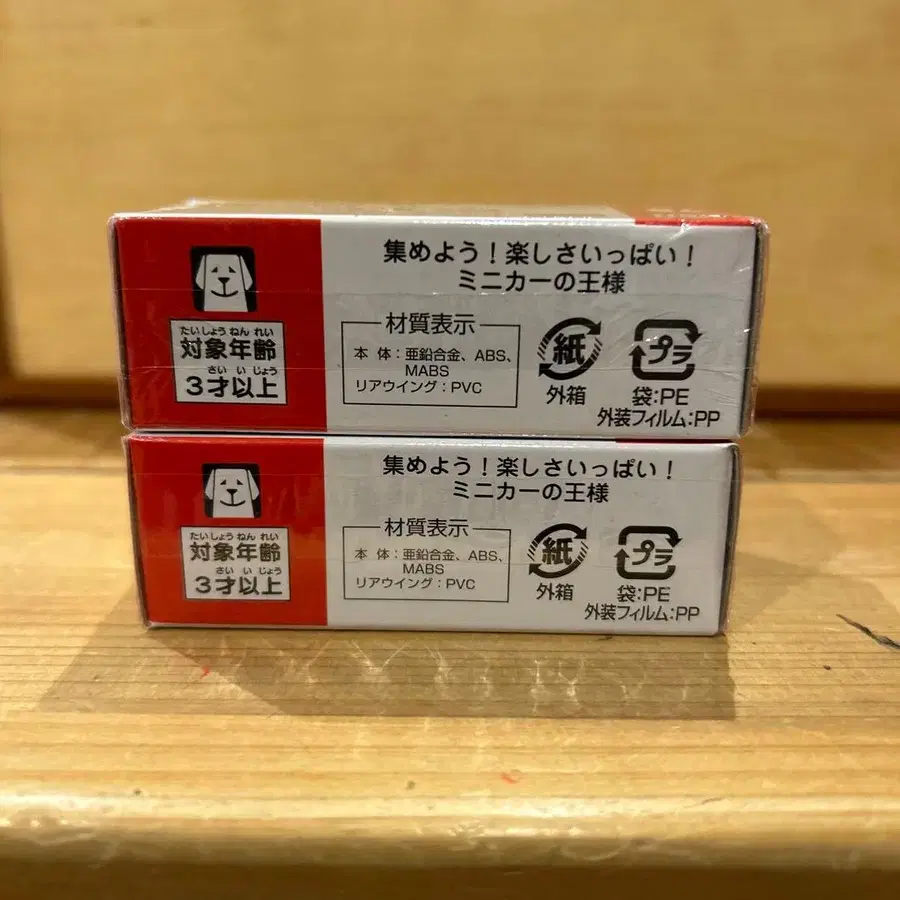 集めよう！楽しさいっぱい！
ミニカーの王様
たいしょうねんれい
対象年齢
さいいじょう
3才以上
材質表示
本体：亜鉛合金、ABS、
MABS
リアウイング：PVC
紙
外箱
プラ
袋:PE
外装フィルム:PP
集めよう！楽しさいっぱい！
ミニカーの王様
たいしょうねんれい
対象年齢
さいいじょう
3才以上
材質表示
本体：亜鉛合金、ABS、
MABS
リアウイング：PVC
紙
外箱
プラ
袋:PE
外装フィルム:PP